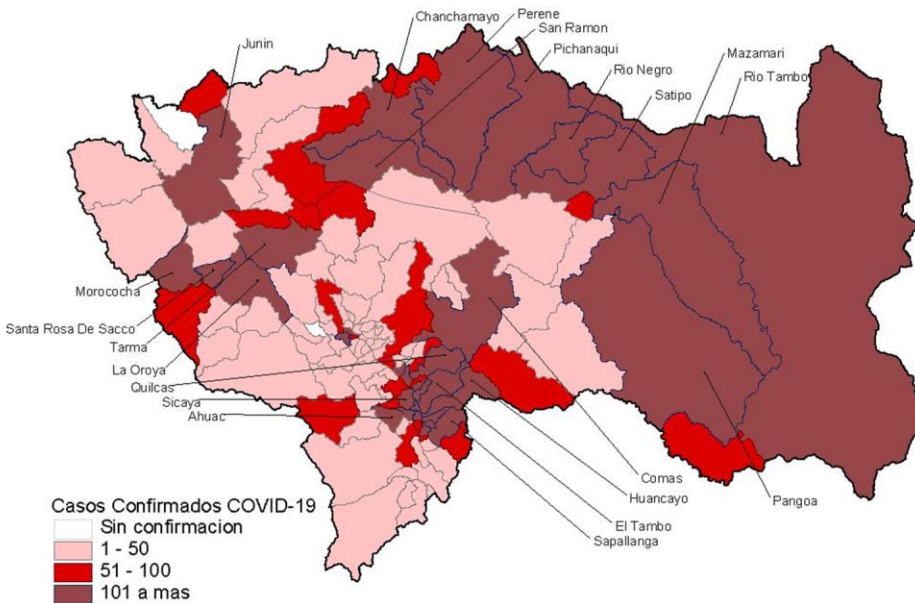 Perene
Chanchamayo
San Ramon
Pichanaqui
Junin
Mazamari
Rio Negro
Rio Tambo
Satipo
Morococha
Santa Rosa De Sacco
Tarma
La Oroya
Quilcas
Sicaya
Ahuac
Comas
Huancayo
Pangoa
El Tambo
Sapallanga
Casos Confirmados COVID-19
Sin confirmacion
1 - 50
51 - 100
101 a mas